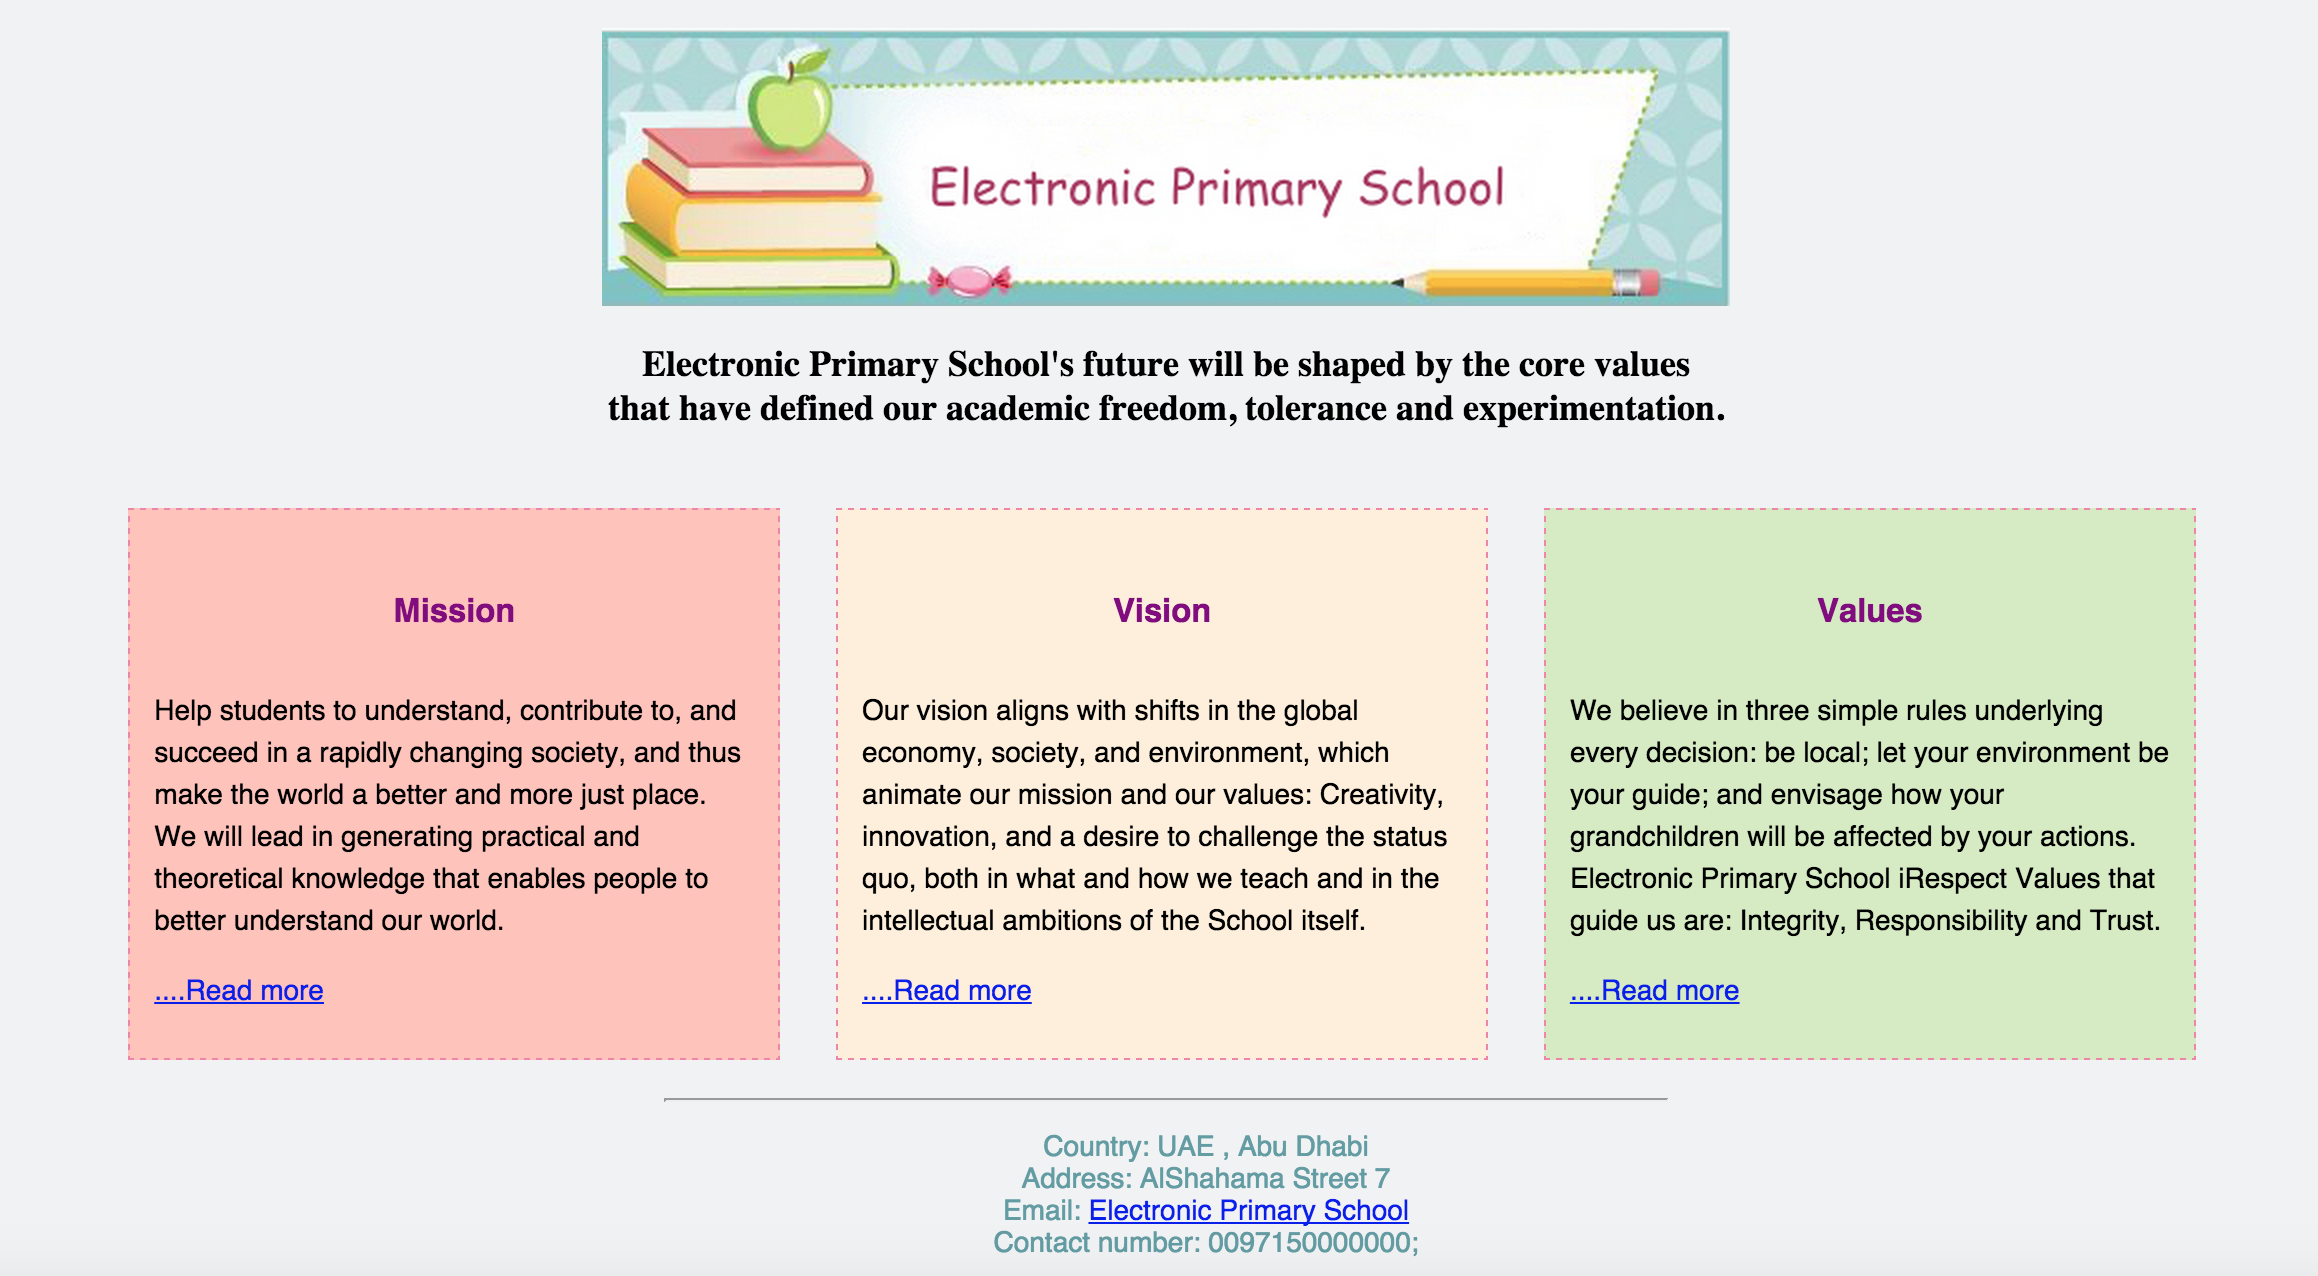 Electronic Primary School
Electronic Primary School's future will be shaped by the core values
that have defined our academic freedom, tolerance and experimentation.
Mission
Help students to understand, contribute to, and
succeed in a rapidly changing society, and thus
make the world a better and more just place.
We will lead in generating practical and
theoretical knowledge that enables people to
better understand our world.
....Read more
Vision
Our vision aligns with shifts in the global
economy, society, and environment, which
animate our mission and our values: Creativity,
innovation, and a desire to challenge the status
quo, both in what and how we teach and in the
intellectual ambitions of the School itself.
....Read more
Values
We believe in three simple rules underlying
every decision: be local; let your environment be
your guide; and envisage how your
grandchildren will be affected by your actions.
Electronic Primary School iRespect Values that
guide us are: Integrity, Responsibility and Trust.
....Read more
Country: UAE , Abu Dhabi
Address: AlShahama Street 7
Email: Electronic Primary School
Contact number: 0097150000000;